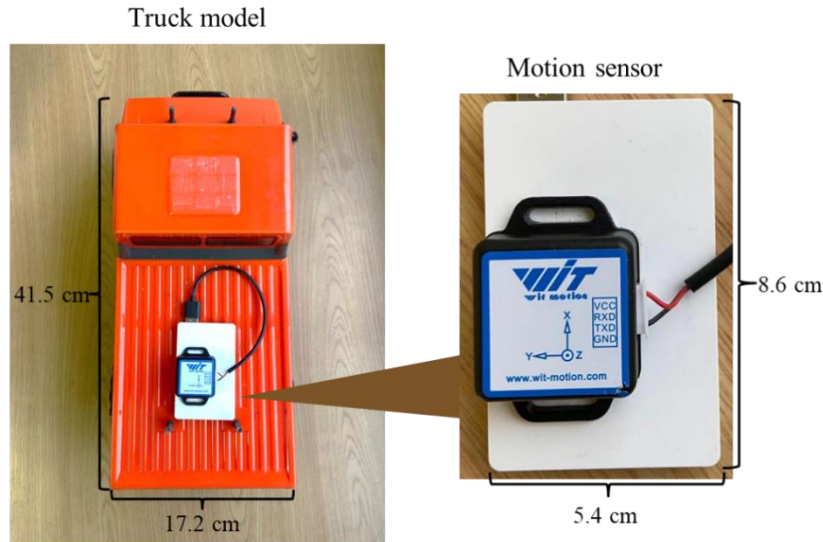 Truck model
Motion sensor
41.5 cm
17.2 cm
WIT
wit motion
VCC
RXD
TXD
GND
X
Y
Z
www.wit-motion.com
8.6 cm
5.4 cm